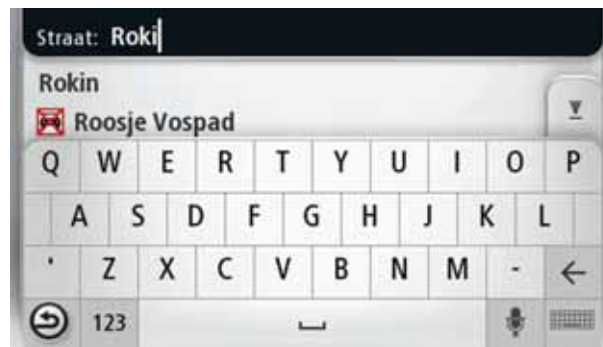 Straat: Roki
Rokin
Roosje Vospad
Q W E R T Y U I O P
A S D F G H J K L
' Z X C V B N M -
123